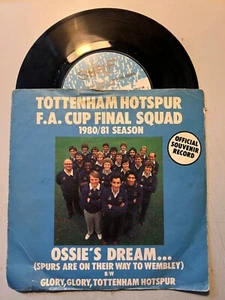 TOTTENHAM HOTSPUR
F.A. CUP FINAL SQUAD
1980/81 SEASON
OFFICIAL
SOUVENIR
RECORD
OSSIE'S DREAM...
(SPURS ARE ON THEIR WAY TO WEMBLEY)
B/W
GLORY, GLORY, TOTTENHAM HOTSPUR